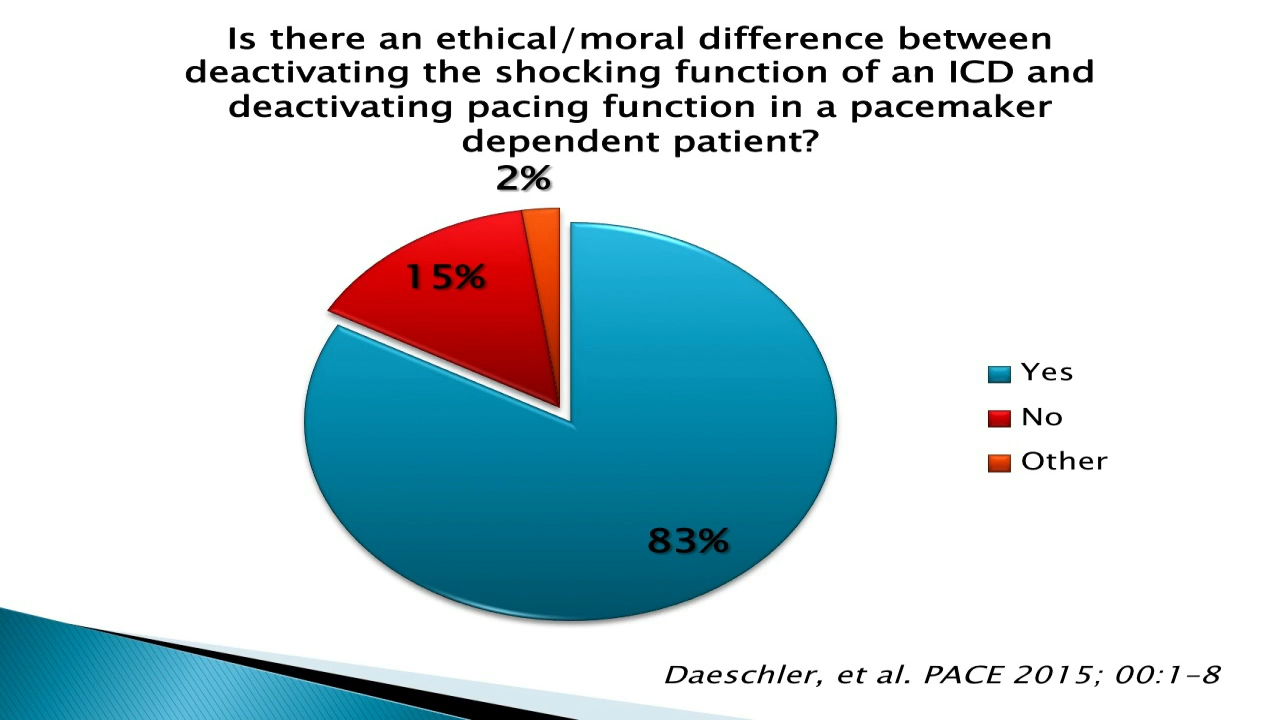 Is there an ethical/moral difference between
deactivating the shocking function of an ICD and
deactivating pacing function in a pacemaker
dependent patient?
2%
15%
83%
Yes
No
Other
Daeschler, et al. PACE 2015; 00:1-8